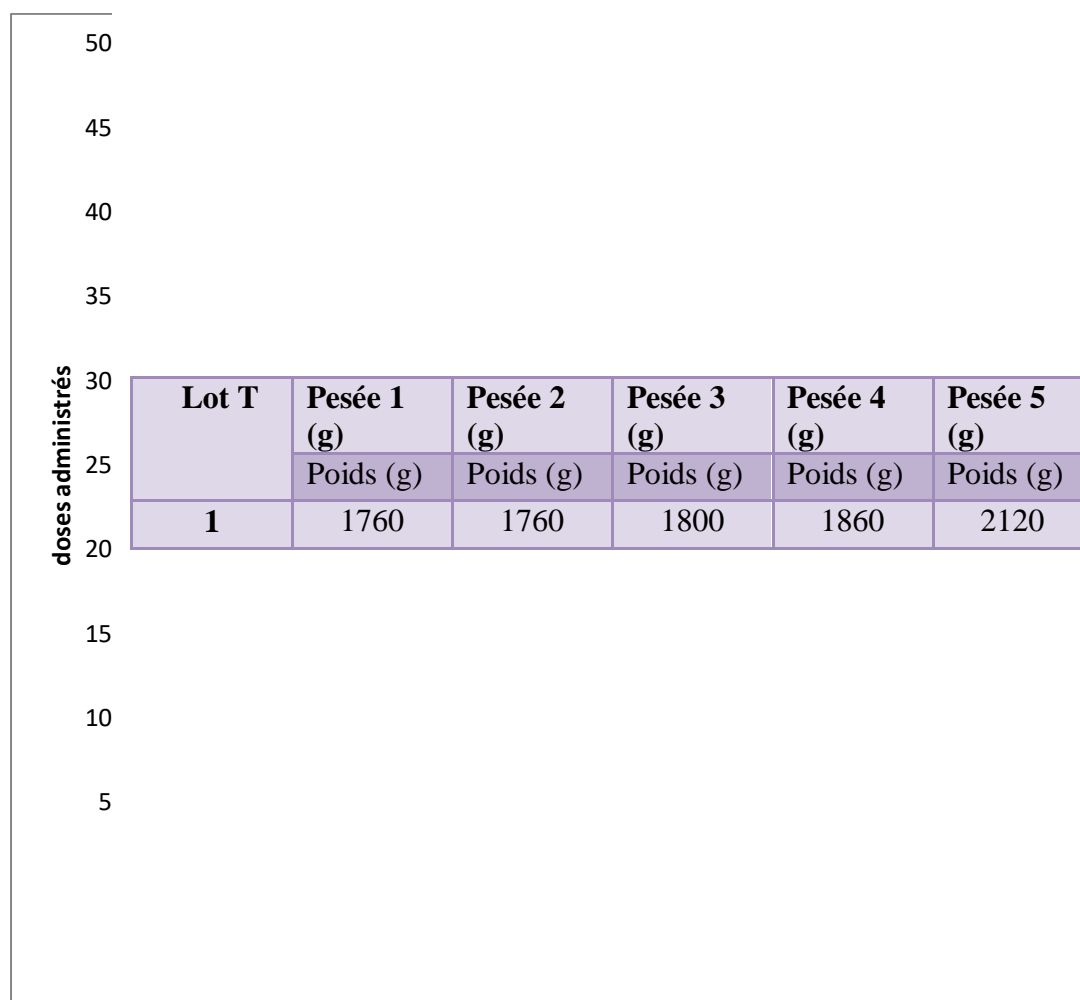 50
45
40
35
30
25
20
15
10
5
doses administrés
Lot T Pesée 1 (g) Pesée 2 (g) Pesée 3 (g) Pesée 4 (g) Pesée 5 (g)
Poids (g) Poids (g) Poids (g) Poids (g) Poids (g)
1 1760 1760 1800 1860 2120